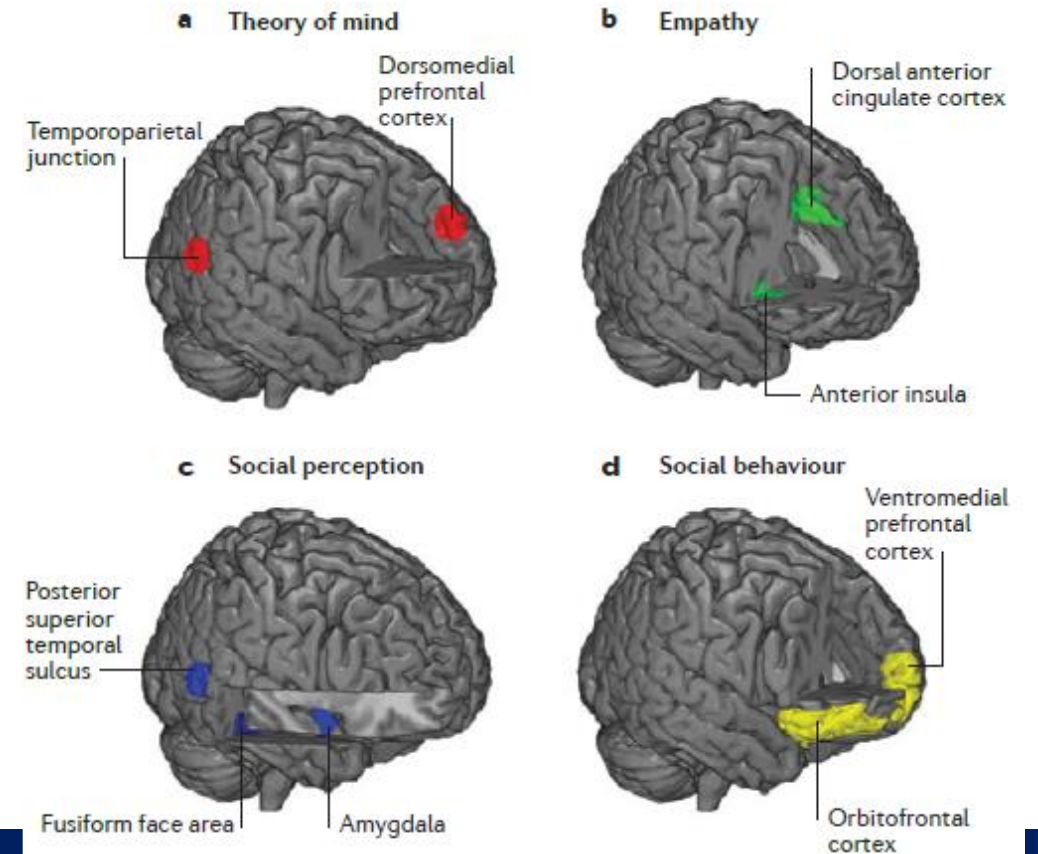 a Theory of mind
Dorsomedial
prefrontal
cortex
Temporoparietal
junction
b Empathy
Dorsal anterior
cingulate cortex
Anterior insula
c Social perception
Posterior
superior
temporal
sulcus
Fusiform face area
Amygdala
d Social behaviour
Ventromedial
prefrontal
cortex
Orbitofrontal
cortex